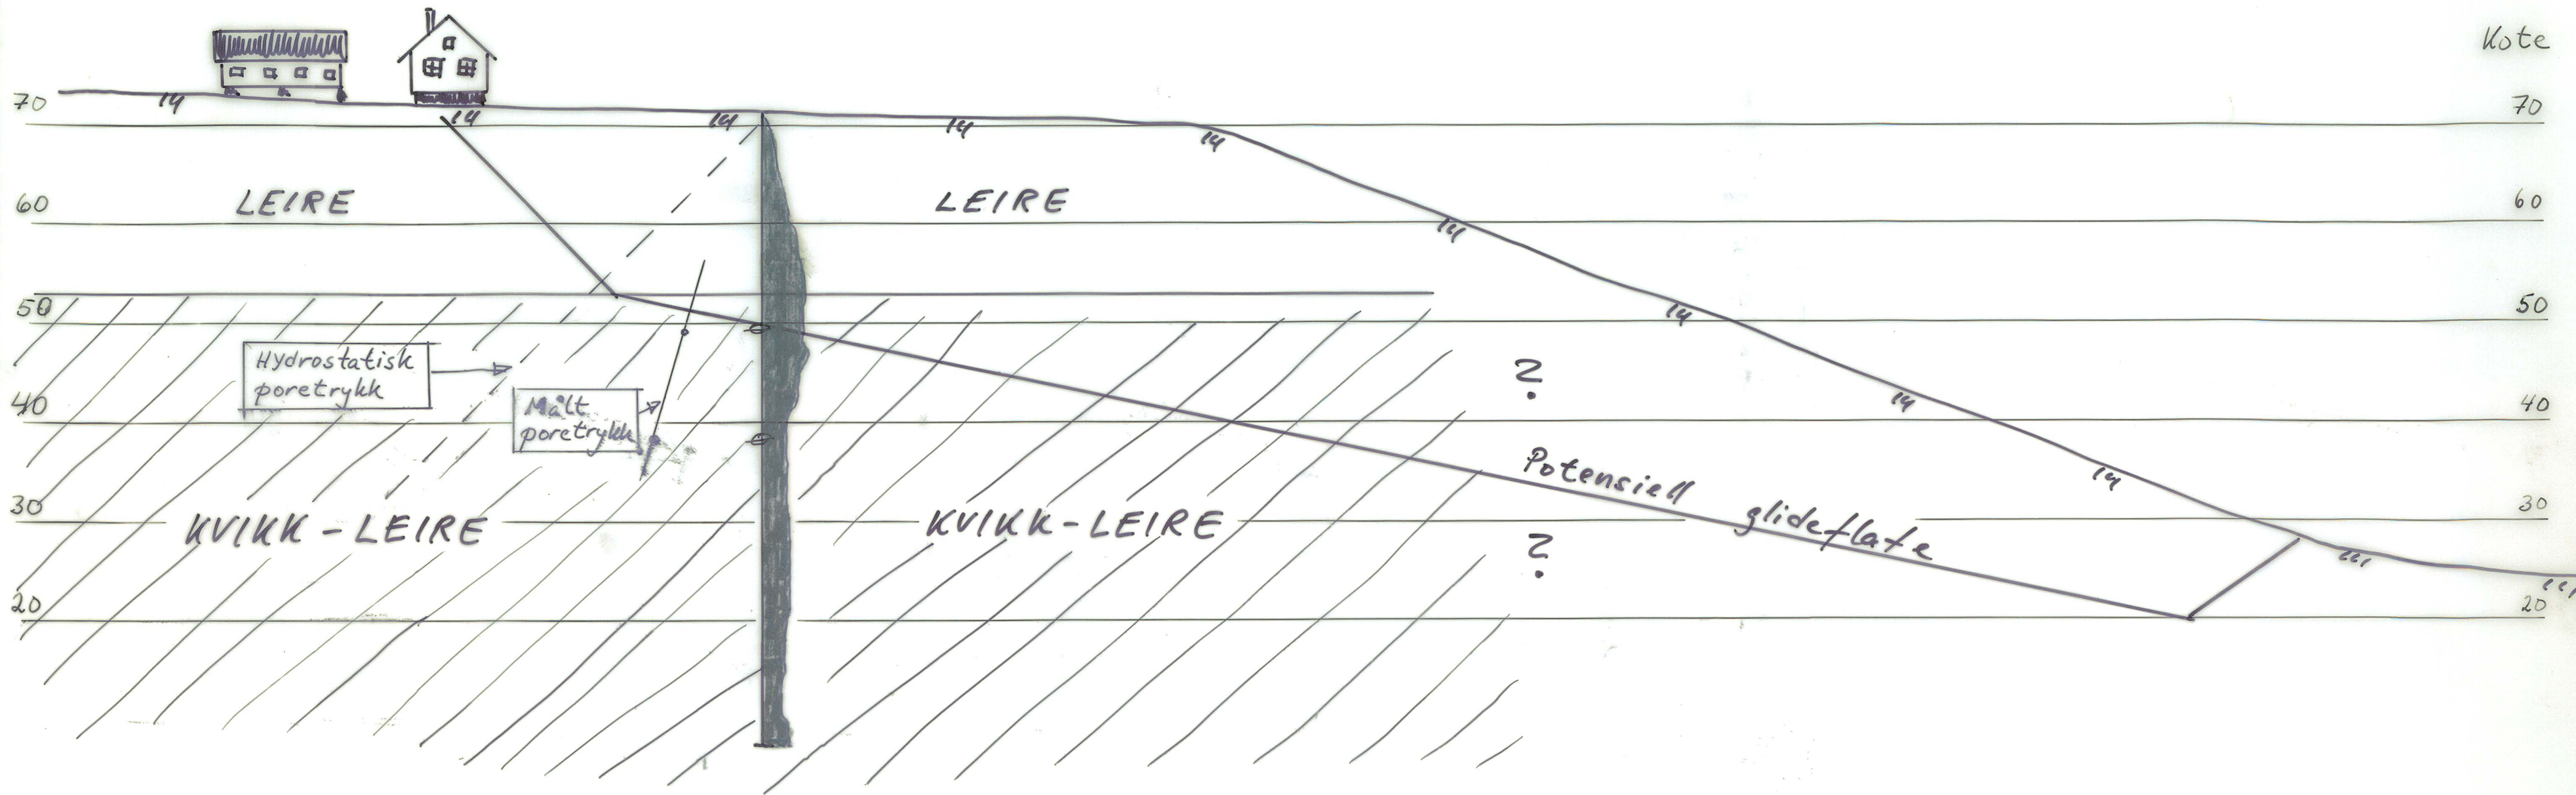 Kote
70
70
LEIRE
LEIRE
60
60
50
50
Hydrostatisk
poretrykk
Målt
poretrykk
?
40
40
Potensiell glideflate
30
30
KVIKK-LEIRE
KVIKK-LEIRE
?
20
20